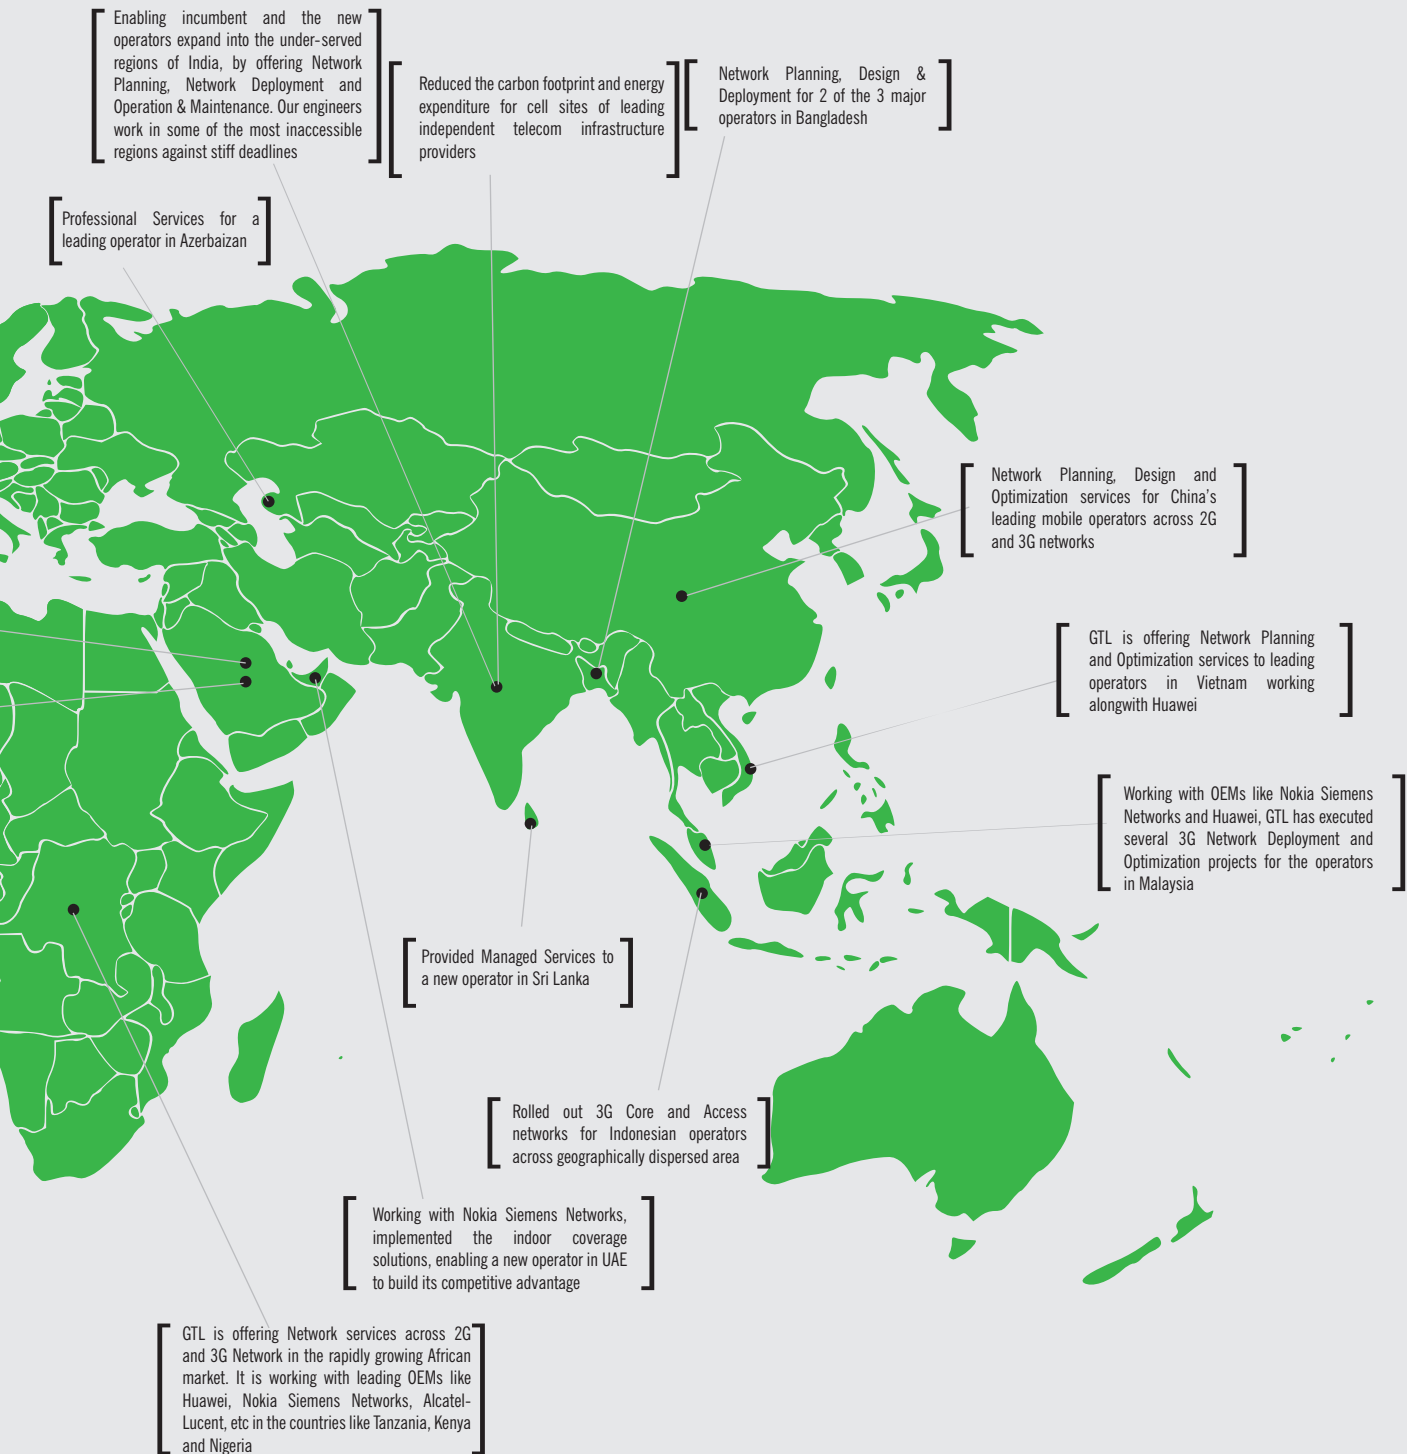 Enabling incumbent and the new
operators expand into the under-served
regions of India, by offering Network
Planning, Network Deployment and
Operation & Maintenance. Our engineers
work in some of the most inaccessible
regions against stiff deadlines
Reduced the carbon footprint and energy
expenditure for cell sites of leading
independent telecom infrastructure
providers
Network Planning, Design &
Deployment for 2 of the 3 major
operators in Bangladesh
Professional Services for a
leading operator in Azerbaizan
Network Planning, Design and
Optimization services for China's
leading mobile operators across 2G
and 3G networks
GTL is offering Network Planning
and Optimization services to leading
operators in Vietnam working
alongwith Huawei
Working with OEMs like Nokia Siemens
Networks and Huawei, GTL has executed
several 3G Network Deployment and
Optimization projects for the operators
in Malaysia
Provided Managed Services to
a new operator in Sri Lanka
Rolled out 3G Core and Access
networks for Indonesian operators
across geographically dispersed area
Working with Nokia Siemens Networks,
implemented the indoor coverage
solutions, enabling a new operator in UAE
to build its competitive advantage
GTL is offering Network services across 2G
and 3G Network in the rapidly growing African
market. It is working with leading OEMs like
Huawei, Nokia Siemens Networks, Alcatel-
Lucent, etc in the countries like Tanzania, Kenya
and Nigeria